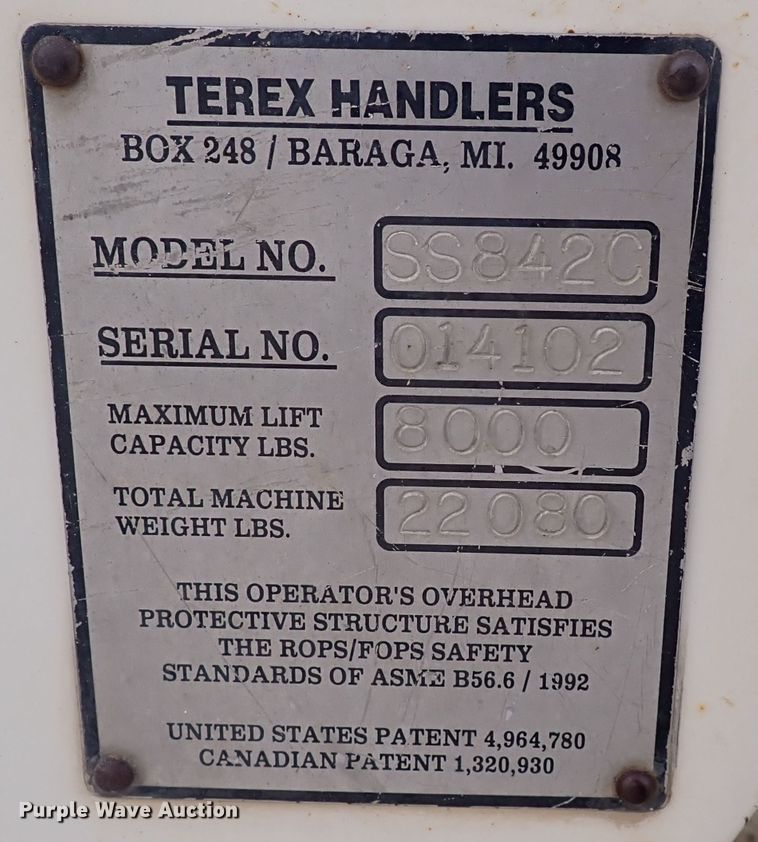 TEREX HANDLERS
BOX 248 / BARAGA, MI. 49908
MODEL NO. SS842C
SERIAL NO. 014102
MAXIMUM LIFT
CAPACITY LBS. 8000
TOTAL MACHINE
WEIGHT LBS. 22080
THIS OPERATOR'S OVERHEAD
PROTECTIVE STRUCTURE SATISFIES
THE ROPS/FOPS SAFETY
STANDARDS OF ASME B56.6 / 1992
UNITED STATES PATENT 4,964,780
CANADIAN PATENT 1,320,930
Purple Wave Auction